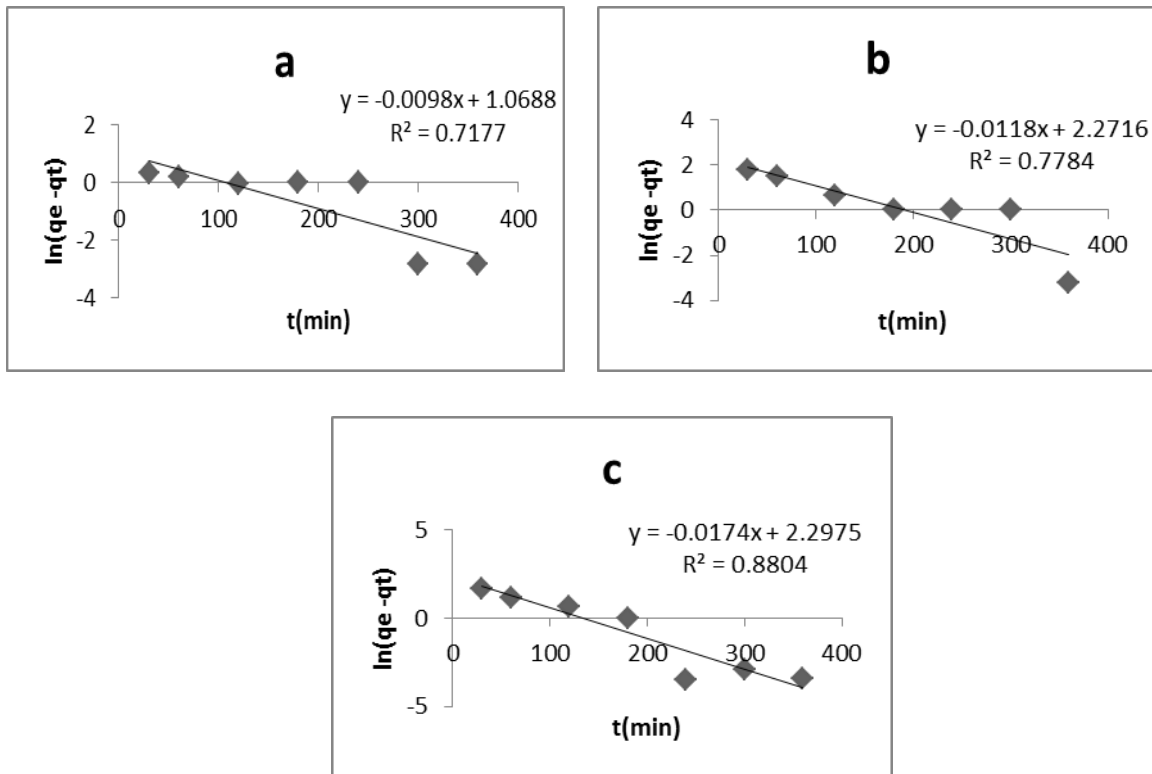 a
y = -0.0098x + 1.0688
R² = 0.7177
2
0
-2
-4
0 100 200 300 400
ln(qe -qt)
t(min)
b
y = -0.0118x + 2.2716
R² = 0.7784
4
2
0
-2
-4
0 100 200 300 400
ln(qe -qt)
t(min)
c
y = -0.0174x + 2.2975
R² = 0.8804
5
0
-5
0 100 200 300 400
ln(qe -qt)
t(min)